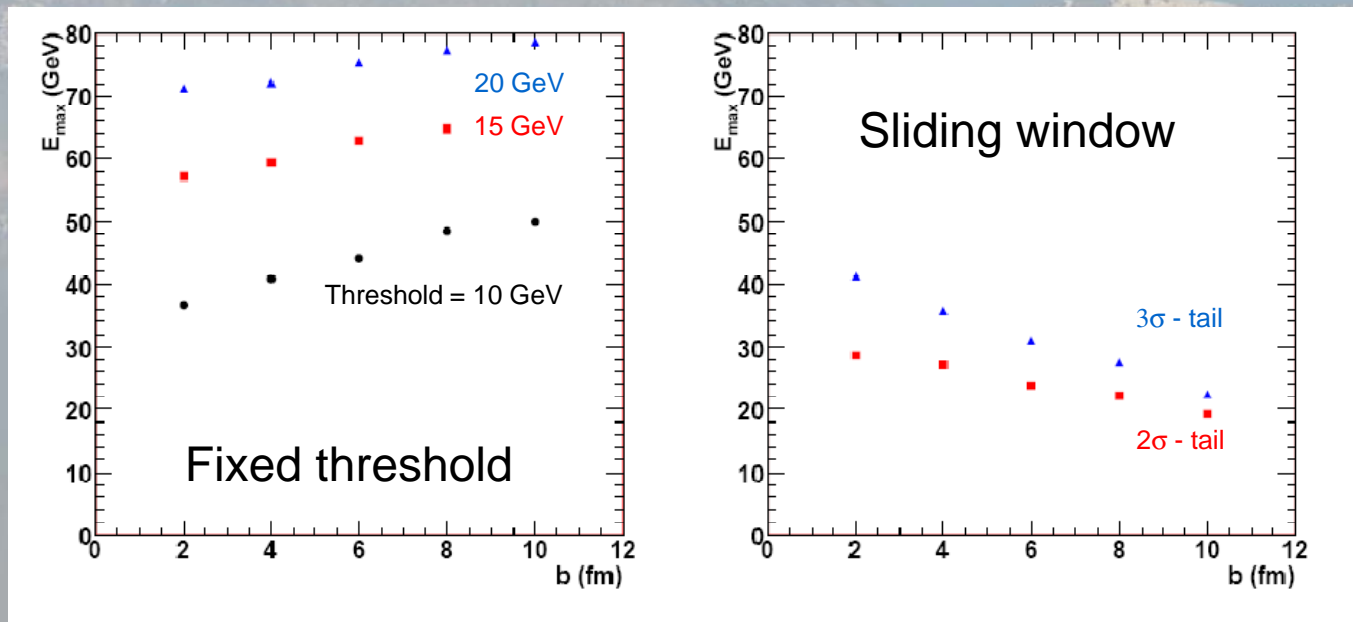 E_max (GeV)
80
70
60
50
40
30
20
10
0
20 GeV
15 GeV
Threshold = 10 GeV
Fixed threshold
0 2 4 6 8 10 12
b (fm)
E_max (GeV)
80
70
60
50
40
30
20
10
0
Sliding window
3σ - tail
2σ - tail
0 2 4 6 8 10 12
b (fm)